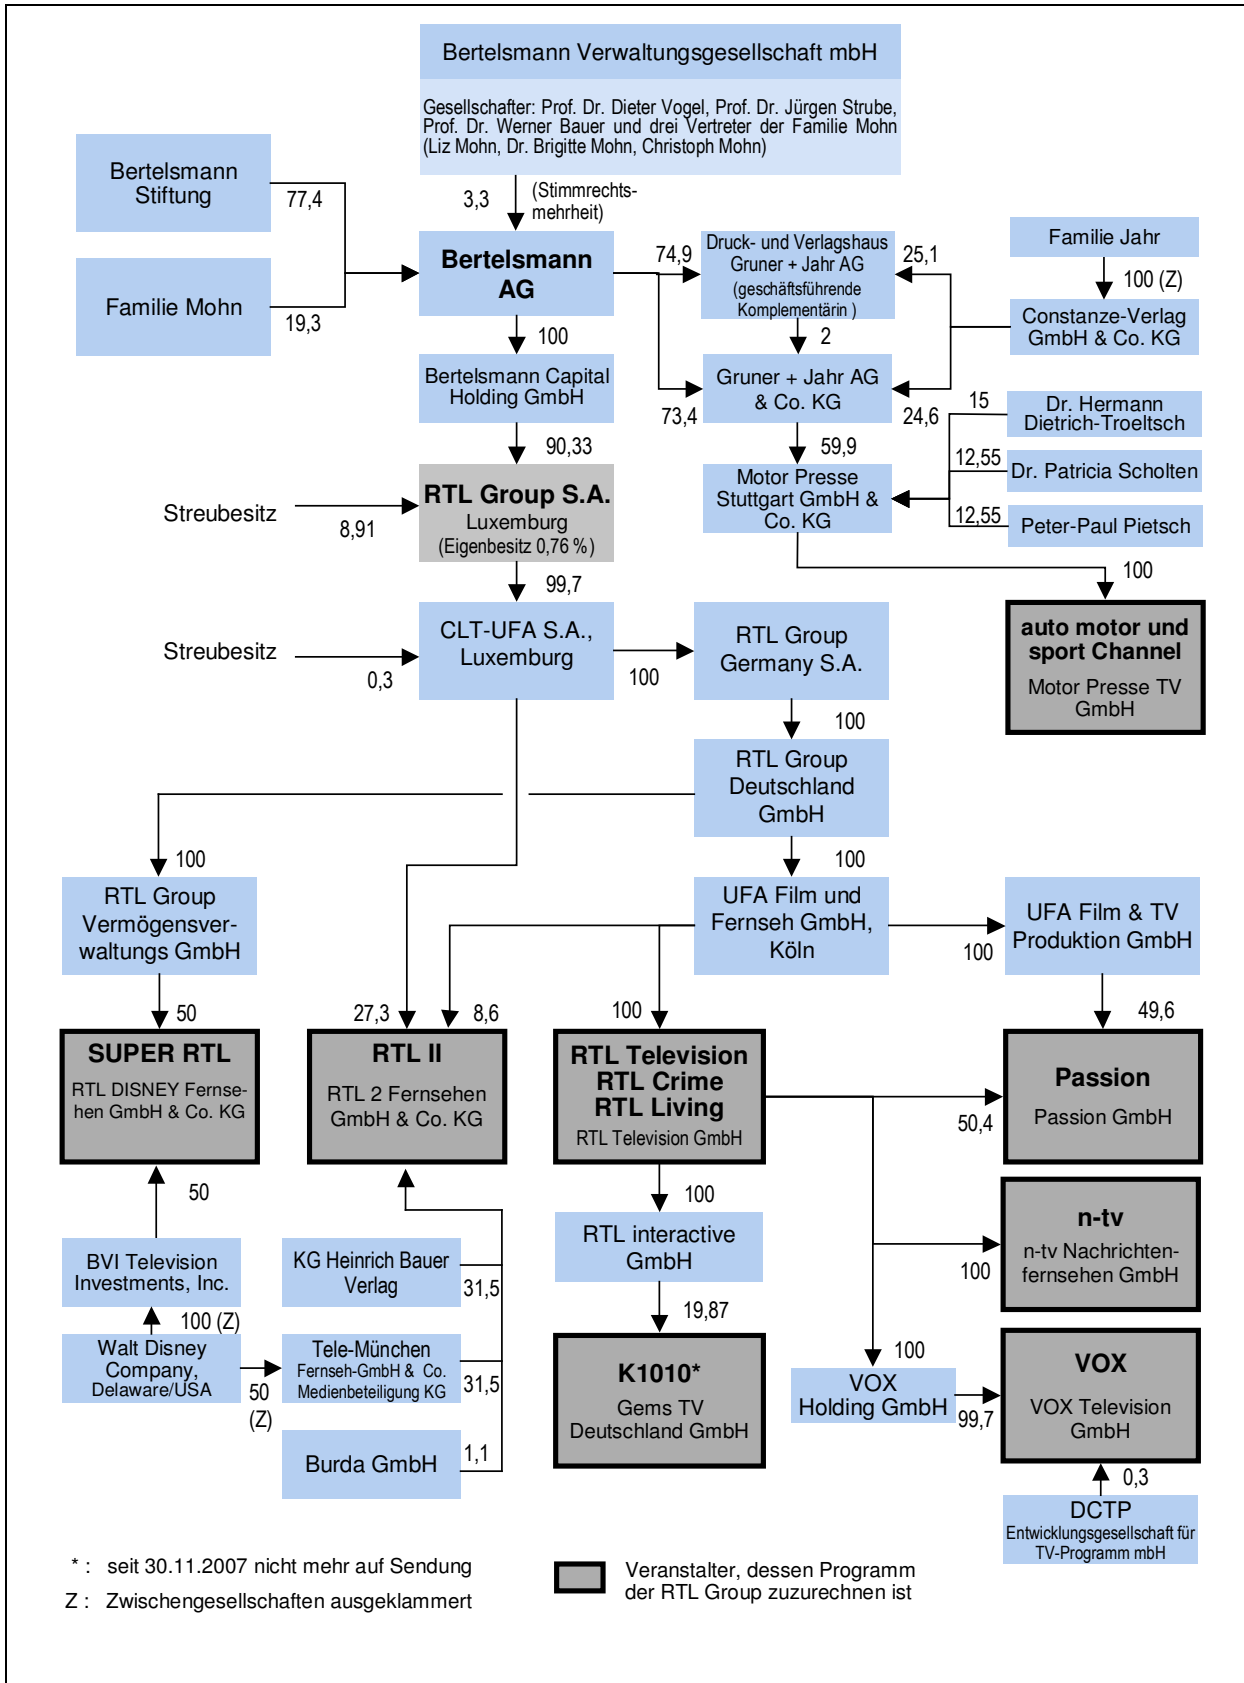 Bertelsmann Verwaltungsgesellschaft mbH
Gesellschafter: Prof. Dr. Dieter Vogel, Prof. Dr. Jürgen Strube,
Prof. Dr. Werner Bauer und drei Vertreter der Familie Mohn
(Liz Mohn, Dr. Brigitte Mohn, Christoph Mohn)
Bertelsmann
Stiftung
77,4
3,3
(Stimmrechts-
mehrheit)
Familie Mohn
19,3
Bertelsmann
AG
74,9
Druck- und Verlagshaus
Gruner + Jahr AG
(geschäftsführende
Komplementärin )
25,1
Familie Jahr
100 (Z)
Constanze-Verlag
GmbH & Co. KG
100
2
Bertelsmann Capital
Holding GmbH
73,4
Gruner + Jahr AG
& Co. KG
24,6
15
Dr. Hermann
Dietrich-Troeltsch
90,33
59,9
12,55
Dr. Patricia Scholten
Streubesitz
8,91
RTL Group S.A.
Luxemburg
(Eigenbesitz 0,76 %)
Motor Presse
Stuttgart GmbH &
Co. KG
12,55
Peter-Paul Pietsch
99,7
100
Streubesitz
0,3
CLT-UFA S.A.,
Luxemburg
100
RTL Group
Germany S.A.
auto motor und
sport Channel
Motor Presse TV
GmbH
100
RTL Group
Deutschland
GmbH
100
100
RTL Group
Vermögensver-
waltungs GmbH
UFA Film und
Fernseh GmbH,
Köln
100
UFA Film & TV
Produktion GmbH
50
27,3
8,6
100
49,6
SUPER RTL
RTL DISNEY Fernse-
hen GmbH & Co. KG
RTL II
RTL 2 Fernsehen
GmbH & Co. KG
RTL Television
RTL Crime
RTL Living
RTL Television GmbH
50,4
Passion
Passion GmbH
50
100
BVI Television
Investments, Inc.
KG Heinrich Bauer
Verlag
31,5
RTL interactive
GmbH
100
n-tv
n-tv Nachrichten-
fernsehen GmbH
100 (Z)
19,87
Walt Disney
Company,
Delaware/USA
50
(Z)
Tele-München
Fernseh-GmbH & Co.
Medienbeteiligung KG
31,5
K1010*
Gems TV
Deutschland GmbH
100
VOX
Holding GmbH
99,7
VOX
VOX Television
GmbH
Burda GmbH
1,1
0,3
DCTP
Entwicklungsgesellschaft für
TV-Programm mbH
* : seit 30.11.2007 nicht mehr auf Sendung
Z : Zwischengesellschaften ausgeklammert
Veranstalter, dessen Programm
der RTL Group zuzurechnen ist